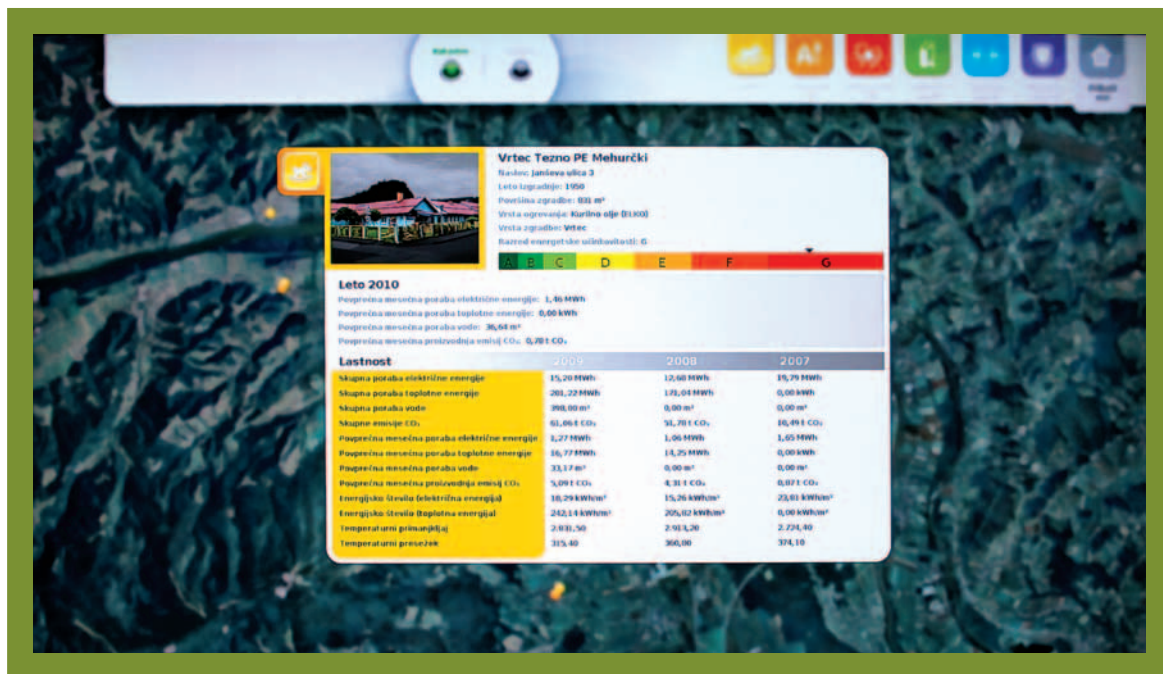 Vrtec Tezno PE Mehurčki
Naslov: Janševa ulica 3
Leto izgradnje: 1950
Površina zgradbe: 831 m²
Vrsta ogrevanja: Kurilno olje (ELKO)
Vrsta zgradbe: Vrtec
Razred energetske učinkovitosti: G
A B C D E F G
Leto 2010
Povprečna mesečna poraba električne energije: 1,46 MWh
Povprečna mesečna poraba toplotne energije: 0,00 kWh
Povprečna mesečna poraba vode: 36,64 m³
Povprečna mesečna proizvodnja emisij CO₂: 0,78 t CO₂
Lastnost 2009 2008 2007
Skupna poraba električne energije 15,20 MWh 12,68 MWh 19,79 MWh
Skupna poraba toplotne energije 201,22 MWh 171,04 MWh 0,00 kWh
Skupna poraba vode 398,00 m³ 0,00 m³ 0,00 m³
Skupne emisije CO₂ 61,06 t CO₂ 51,70 t CO₂ 10,49 t CO₂
Povprečna mesečna poraba električne energije 1,27 MWh 1,06 MWh 1,65 MWh
Povprečna mesečna poraba toplotne energije 16,77 MWh 14,25 MWh 0,00 kWh
Povprečna mesečna poraba vode 33,17 m³ 0,00 m³ 0,00 m³
Povprečna mesečna proizvodnja emisij CO₂ 5,09 t CO₂ 4,31 t CO₂ 0,87 t CO₂
Energijsko število (električna energija) 18,29 kWh/m² 15,26 kWh/m² 23,81 kWh/m²
Energijsko število (toplotna energija) 242,14 kWh/m² 205,82 kWh/m² 0,00 kWh/m²
Temperaturni primanjkljaj 2.831,50 2.913,20 2.724,40
Temperaturni presežek 315,40 360,00 374,10